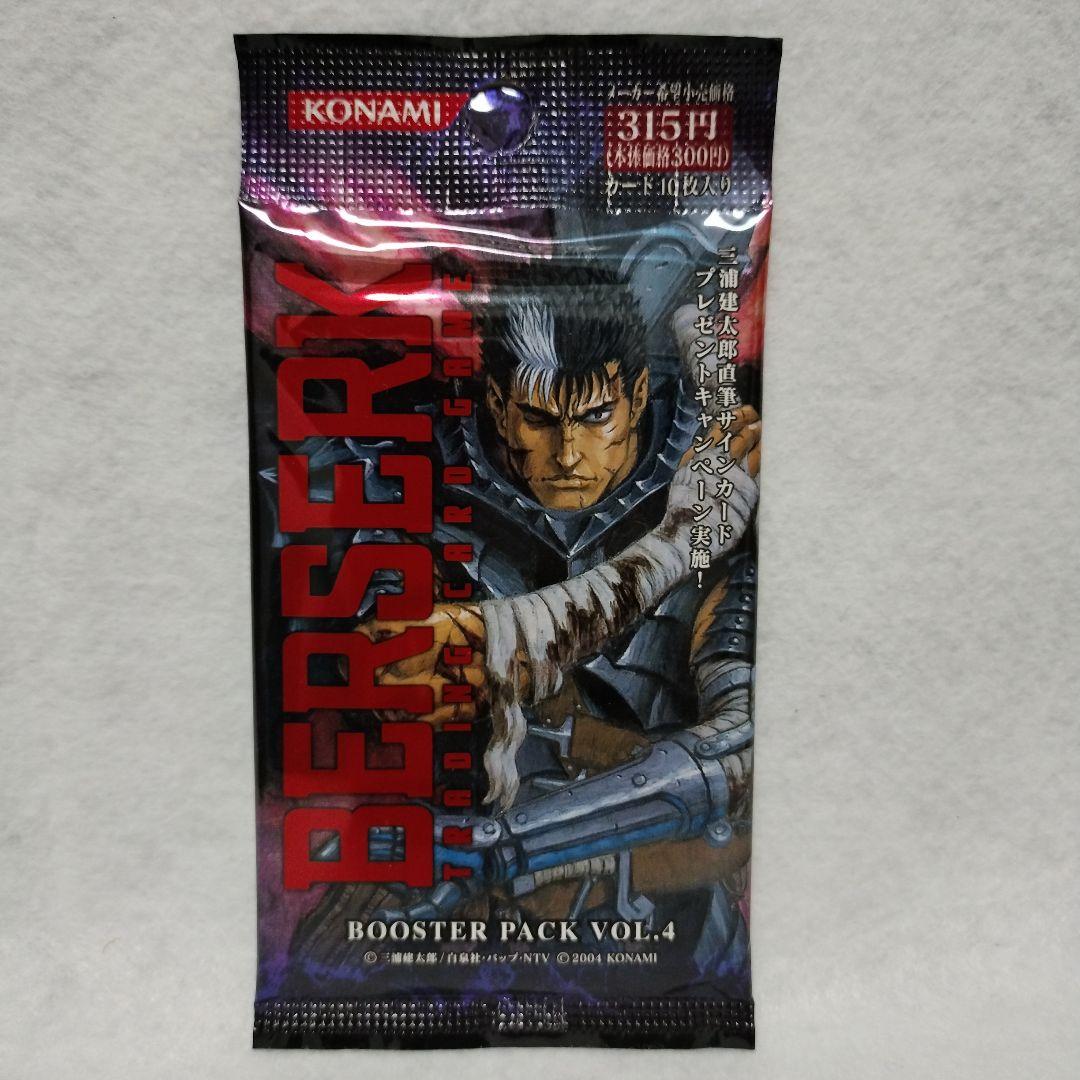 KONAMI
メーカー希望小売価格
315円
(本体価格300円)
カード10枚入り
三浦建太郎直筆サインカード
プレゼントキャンペーン実施!
BERSERK
TRADING CARD GAME
BOOSTER PACK VOL.4
©三浦建太郎/白泉社・バップ・NTV ©2004 KONAMI